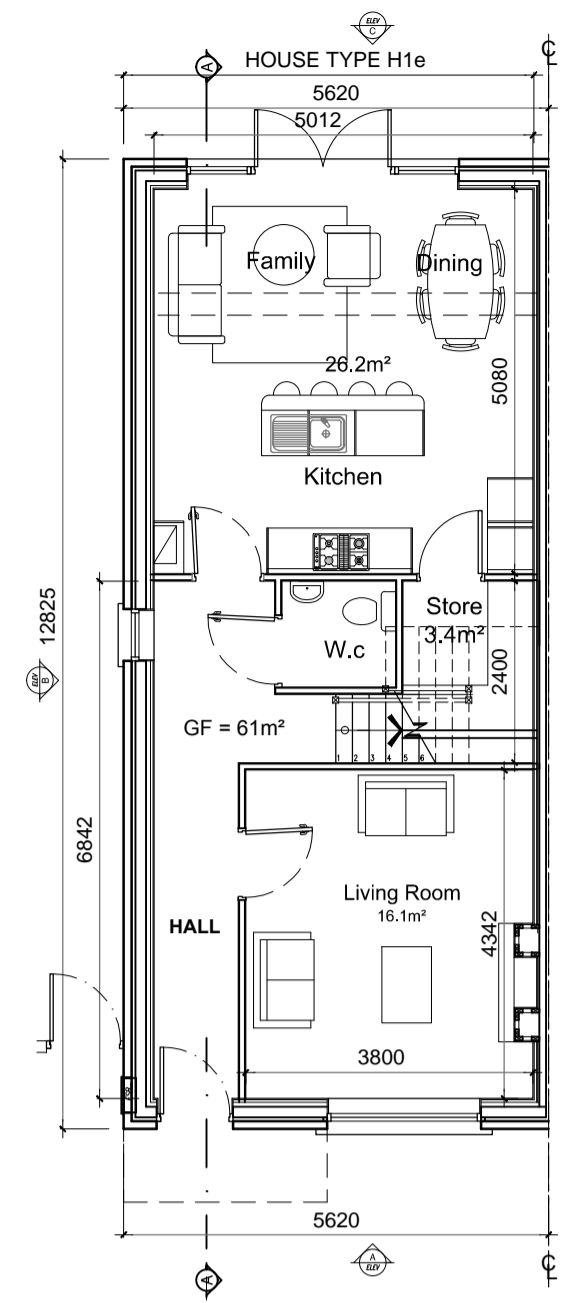 ELEV
C
A
HOUSE TYPE H1e
C
L
5620
5012
Family
Dining
26.2m²
5080
Kitchen
Store
3.4m²
W.c
2400
12825
ELEV
B
GF = 61m²
1 2 3 4 5 6
6842
Living Room
16.1m²
HALL
4342
3800
5620
A
A
ELEV
C
L